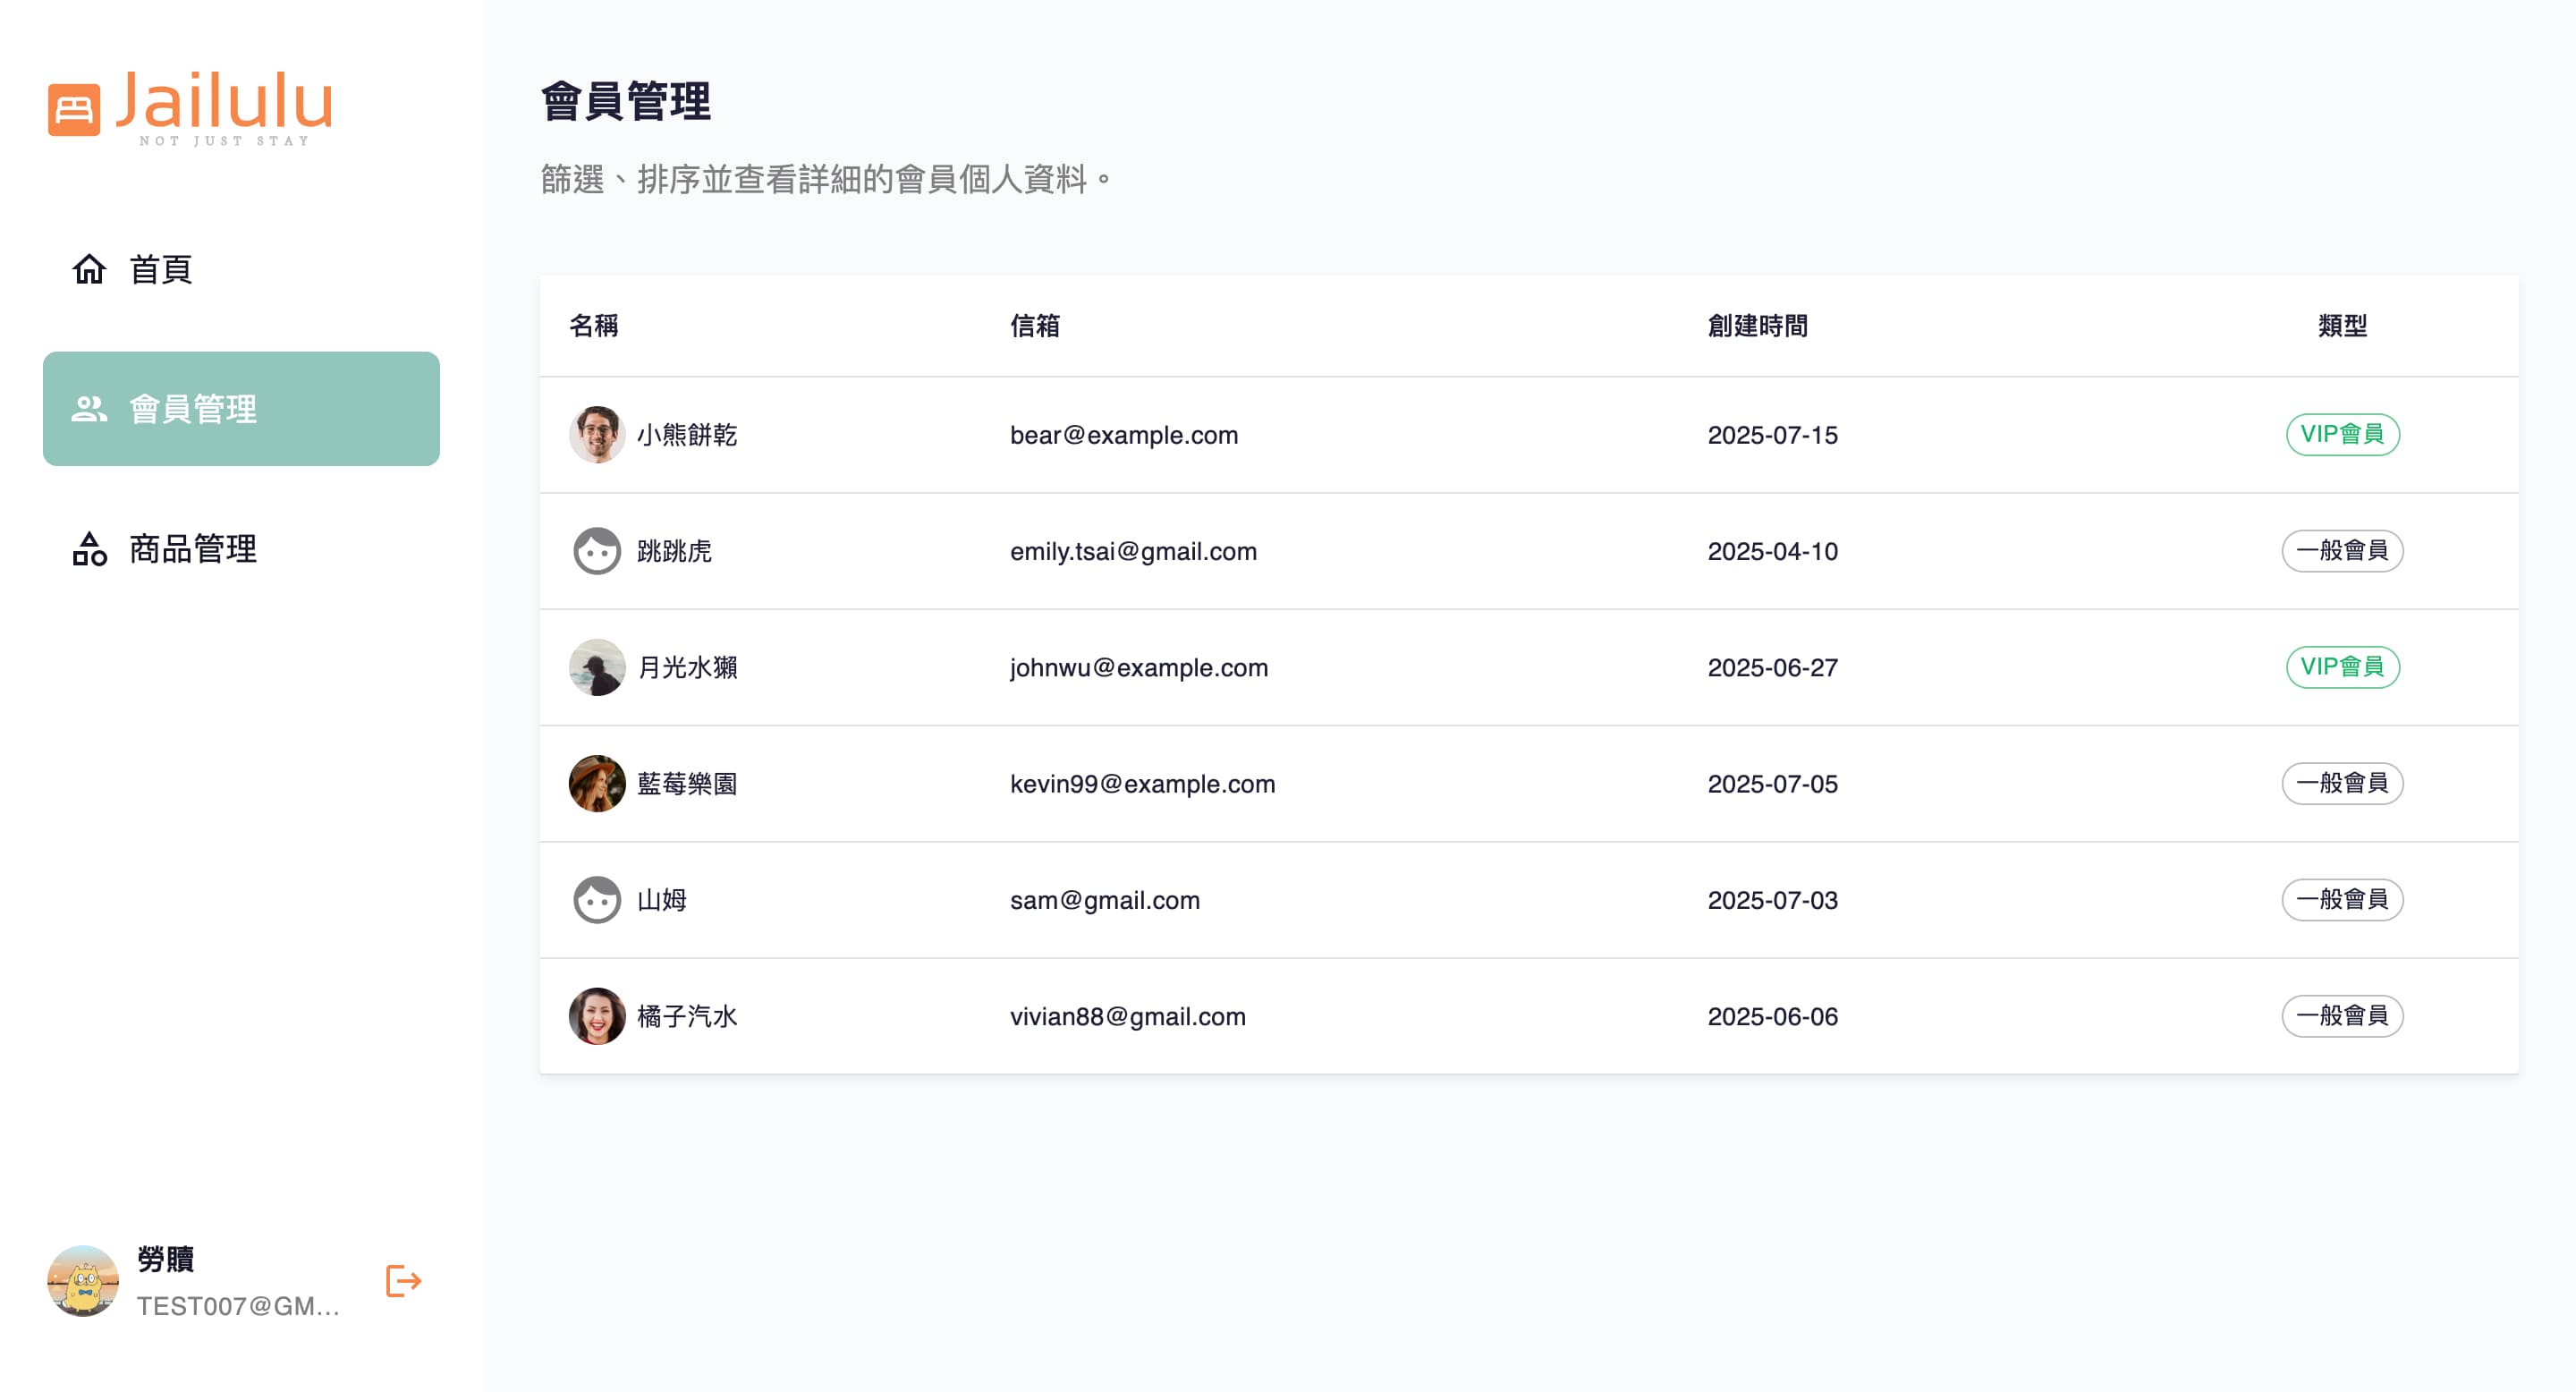 Jailulu
NOT JUST STAY
首頁
會員管理
商品管理
勞贖
TEST007@GM...
會員管理
篩選、排序並查看詳細的會員個人資料。
名稱 信箱 創建時間 類型
小熊餅乾 bear@example.com 2025-07-15 VIP會員
跳跳虎 emily.tsai@gmail.com 2025-04-10 一般會員
月光水獺 johnwu@example.com 2025-06-27 VIP會員
藍莓樂園 kevin99@example.com 2025-07-05 一般會員
山姆 sam@gmail.com 2025-07-03 一般會員
橘子汽水 vivian88@gmail.com 2025-06-06 一般會員